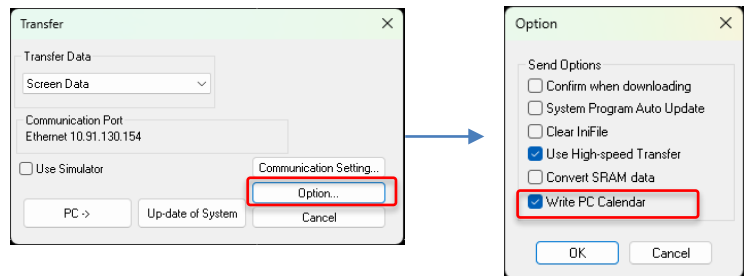 Transfer
Transfer Data
Screen Data
Communication Port
Ethernet 10.91.130.154
Use Simulator
Communication Setting...
Option...
PC ->
Up-date of System
Cancel
Option
Send Options
Confirm when downloading
System Program Auto Update
Clear IniFile
Use High-speed Transfer
Convert SRAM data
Write PC Calendar
OK
Cancel